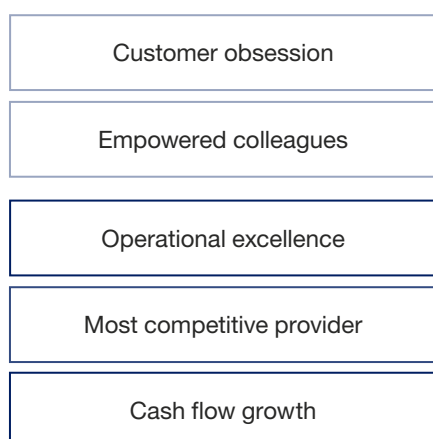 Customer obsession
Empowered colleagues
Operational excellence
Most competitive provider
Cash flow growth